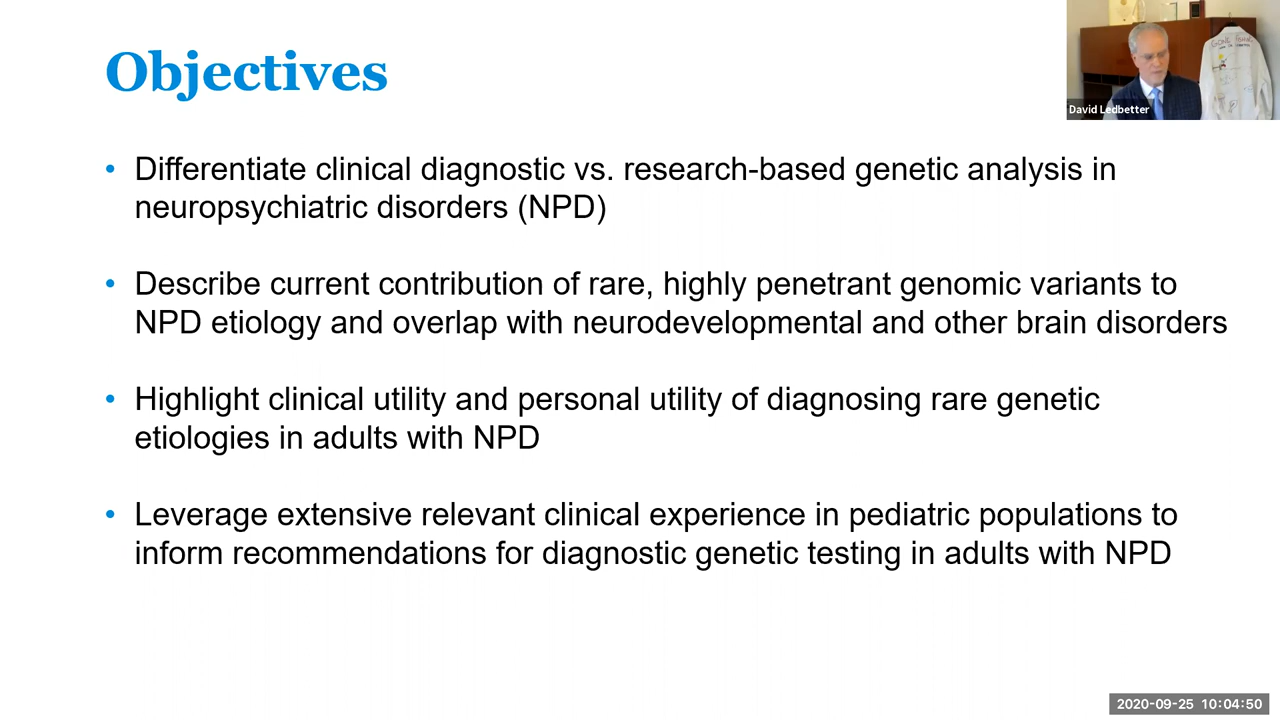 Objectives
David Ledbetter
• Differentiate clinical diagnostic vs. research-based genetic analysis in
neuropsychiatric disorders (NPD)
• Describe current contribution of rare, highly penetrant genomic variants to
NPD etiology and overlap with neurodevelopmental and other brain disorders
• Highlight clinical utility and personal utility of diagnosing rare genetic
etiologies in adults with NPD
• Leverage extensive relevant clinical experience in pediatric populations to
inform recommendations for diagnostic genetic testing in adults with NPD
2020-09-25 10:04:50